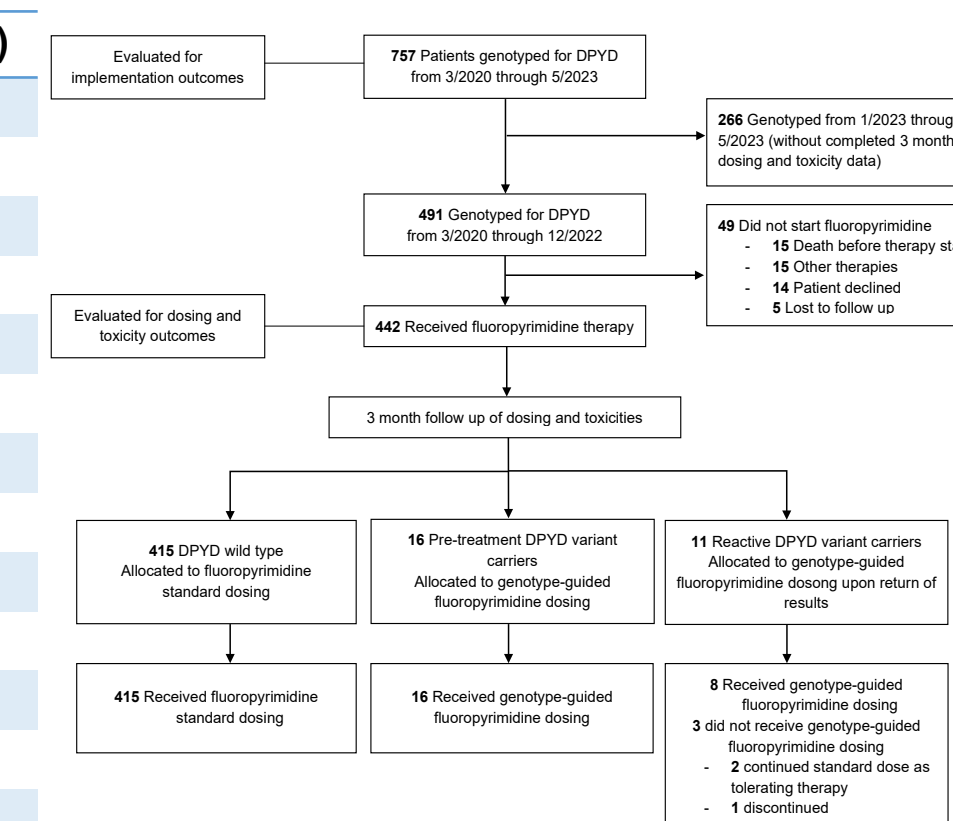 )
Evaluated for
implementation outcomes
757 Patients genotyped for DPYD
from 3/2020 through 5/2023
266 Genotyped from 1/2023
5/2023 (without completed 3
dosing and toxicity data)
491 Genotyped for DPYD
from 3/2020 through 12/2022
49 Did not start fluoropyrimidine
- 15 Death before therapy
- 15 Other therapies
- 14 Patient declined
- 5 Lost to follow up
Evaluated for dosing and
toxicity outcomes
442 Received fluoropyrimidine therapy
3 month follow up of dosing and toxicities
415 DPYD wild type
Allocated to fluoropyrimidine
standard dosing
16 Pre-treatment DPYD variant
carriers
Allocated to genotype-guided
fluoropyrimidine dosing
11 Reactive DPYD variant carriers
Allocated to genotype-guided
fluoropyrimidine dosong upon return of
results
415 Received fluoropyrimidine
standard dosing
16 Received genotype-guided
fluoropyrimidine dosing
8 Received genotype-guided
fluoropyrimidine dosing
3 did not receive genotype-guided
fluoropyrimidine dosing
- 2 continued standard dose as
tolerating therapy
- 1 discontinued